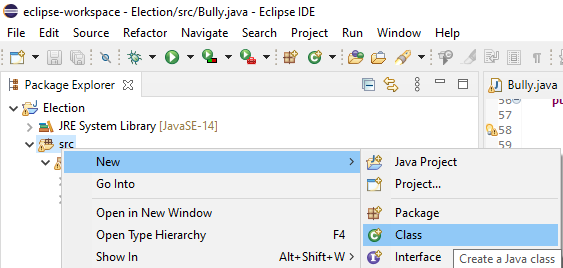 eclipse-workspace - Election/src/Bully.java - Eclipse IDE
File Edit Source Refactor Navigate Search Project Run Window Help
Package Explorer
Bully.java
Election
JRE System Library [JavaSE-14]
src
56
57
58
59
pu
New
Go Into
Open in New Window
Open Type Hierarchy F4
Show In Alt+Shift+W
Java Project
Project...
Package
Class
Interface
Create a Java class